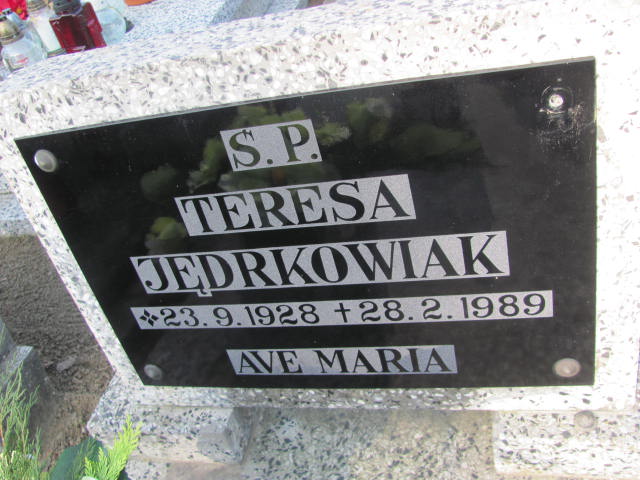 S.P.
TERESA
JĘDRKOWIAK
✥23.9.1928 ✝ 28.2.1989
AVE MARIA